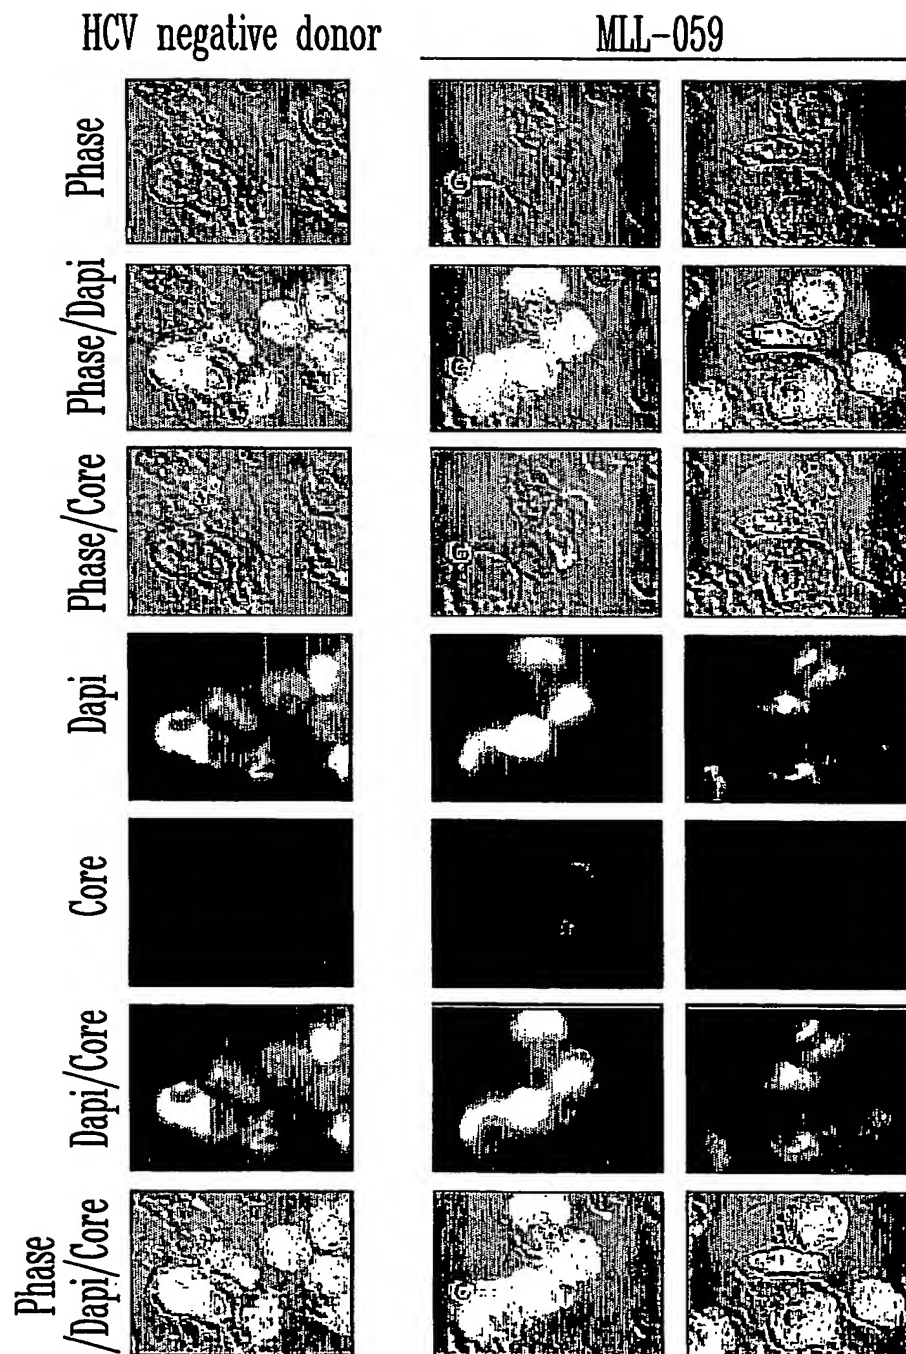 HCV negative donor
MLL-059
Phase
G
Phase/Dapi
G
Phase/Core
G
Dapi
Core
Dapi/Core
Phase
/Dapi/Core
G